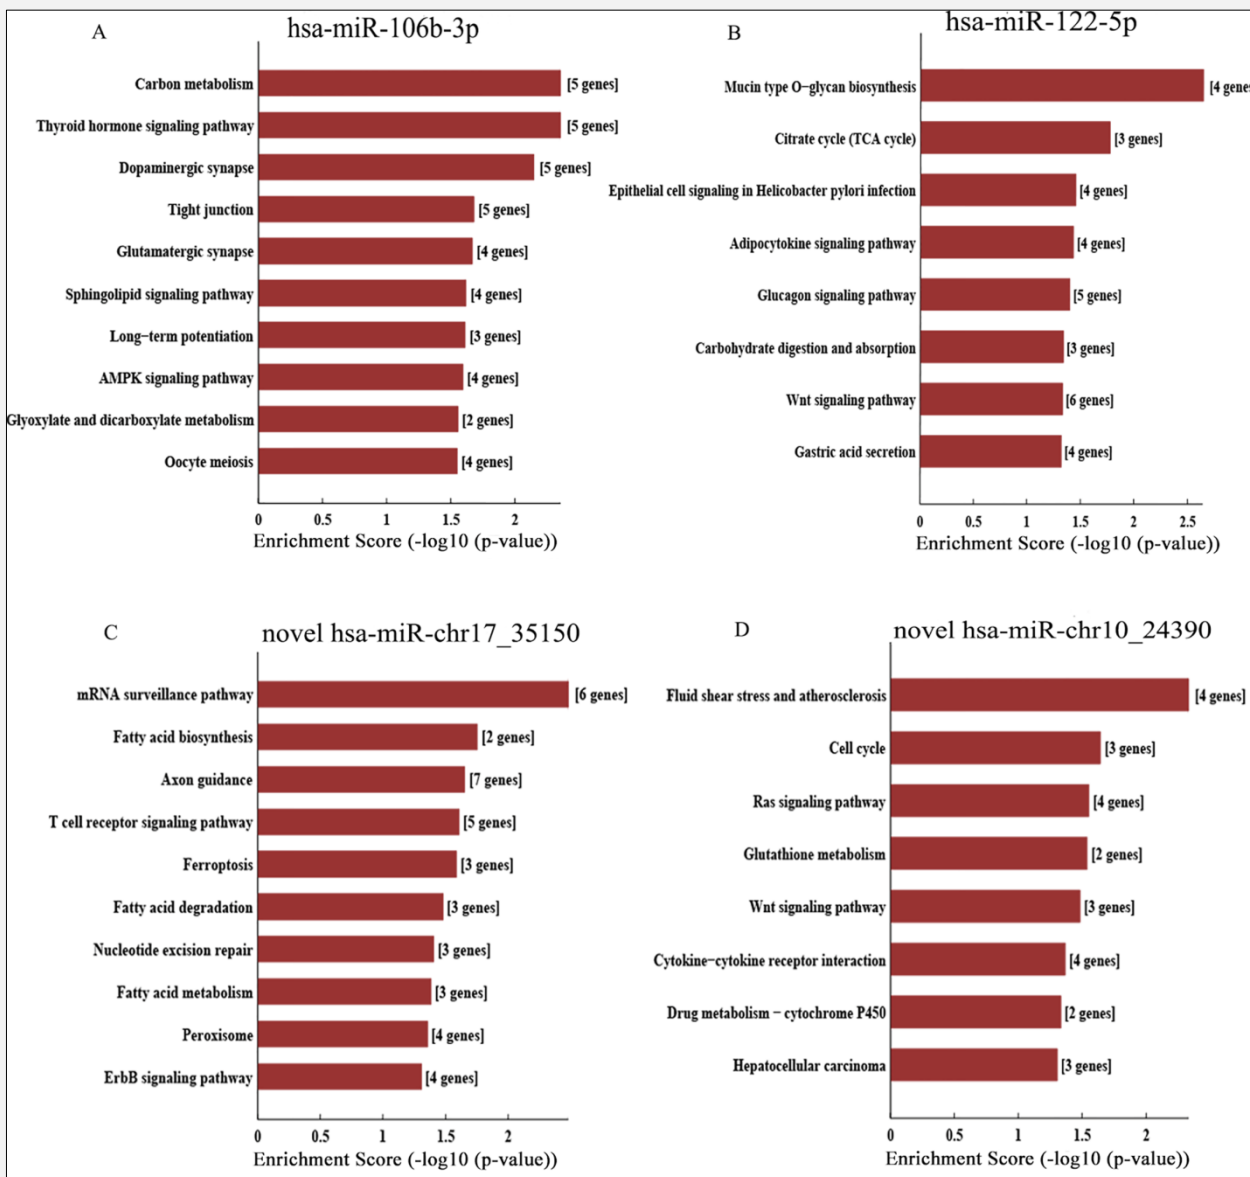 A
hsa-miR-106b-3p
Carbon metabolism [5 genes]
Thyroid hormone signaling pathway [5 genes]
Dopaminergic synapse [5 genes]
Tight junction [5 genes]
Glutamatergic synapse [4 genes]
Sphingolipid signaling pathway [4 genes]
Long−term potentiation [3 genes]
AMPK signaling pathway [4 genes]
Glyoxylate and dicarboxylate metabolism [2 genes]
Oocyte meiosis [4 genes]
0 0.5 1 1.5 2
Enrichment Score (-log10 (p-value))
B
hsa-miR-122-5p
Mucin type O−glycan biosynthesis [4 genes
Citrate cycle (TCA cycle) [3 genes]
Epithelial cell signaling in Helicobacter pylori infection [4 genes]
Adipocytokine signaling pathway [4 genes]
Glucagon signaling pathway [5 genes]
Carbohydrate digestion and absorption [3 genes]
Wnt signaling pathway [6 genes]
Gastric acid secretion [4 genes]
0 0.5 1 1.5 2 2.5
Enrichment Score (-log10 (p-value))
C
novel hsa-miR-chr17_35150
mRNA surveillance pathway [6 genes]
Fatty acid biosynthesis [2 genes]
Axon guidance [7 genes]
T cell receptor signaling pathway [5 genes]
Ferroptosis [3 genes]
Fatty acid degradation [3 genes]
Nucleotide excision repair [3 genes]
Fatty acid metabolism [3 genes]
Peroxisome [4 genes]
ErbB signaling pathway [4 genes]
0 0.5 1 1.5 2
Enrichment Score (-log10 (p-value))
D
novel hsa-miR-chr10_24390
Fluid shear stress and atherosclerosis [4 genes]
Cell cycle [3 genes]
Ras signaling pathway [4 genes]
Glutathione metabolism [2 genes]
Wnt signaling pathway [3 genes]
Cytokine−cytokine receptor interaction [4 genes]
Drug metabolism − cytochrome P450 [2 genes]
Hepatocellular carcinoma [3 genes]
0 0.5 1 1.5 2
Enrichment Score (-log10 (p-value))